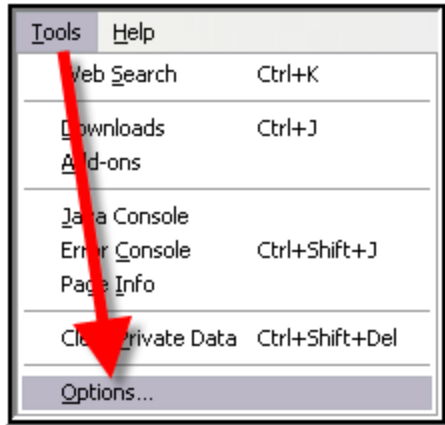 Tools Help
Web Search Ctrl+K
Downloads Ctrl+J
Add-ons
Java Console
Error Console Ctrl+Shift+J
Page Info
Clear Private Data Ctrl+Shift+Del
Options...